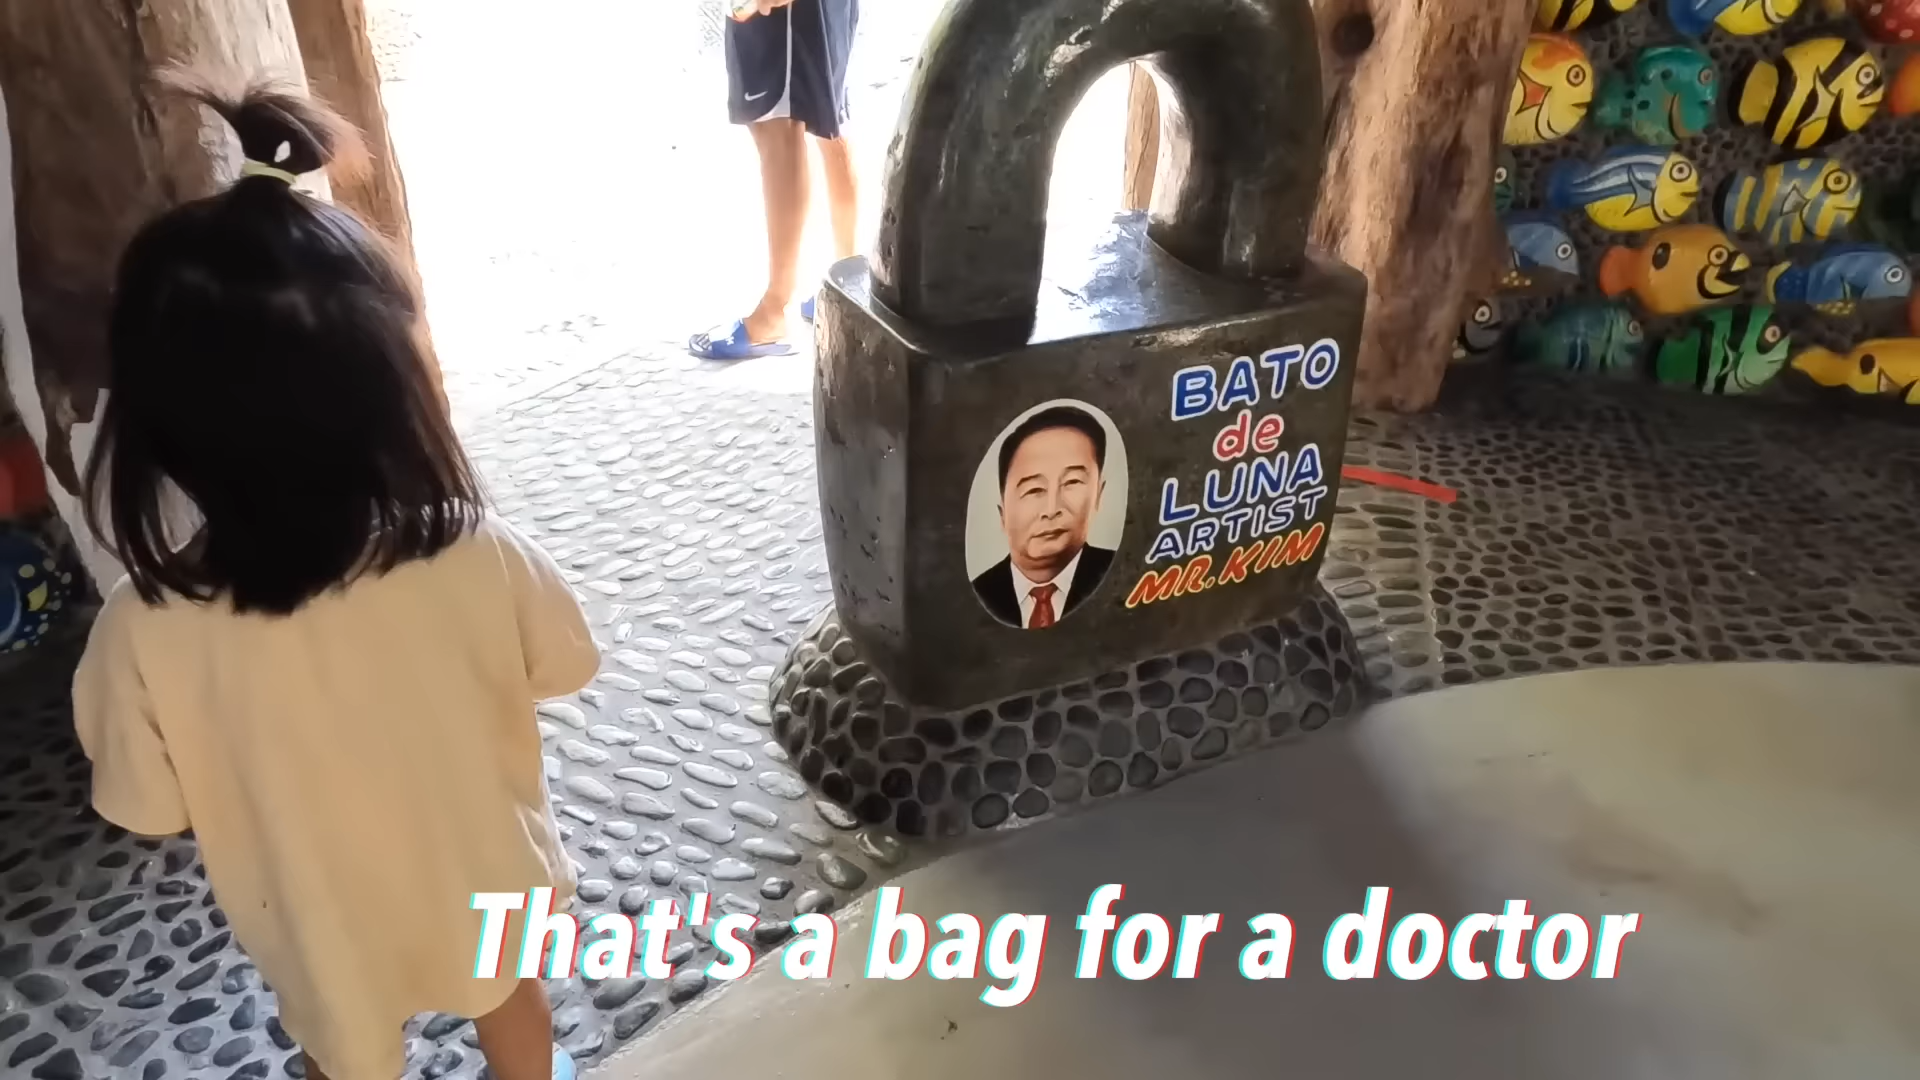 BATO
de
LUNA
ARTIST
MR. KIM
That's a bag for a doctor